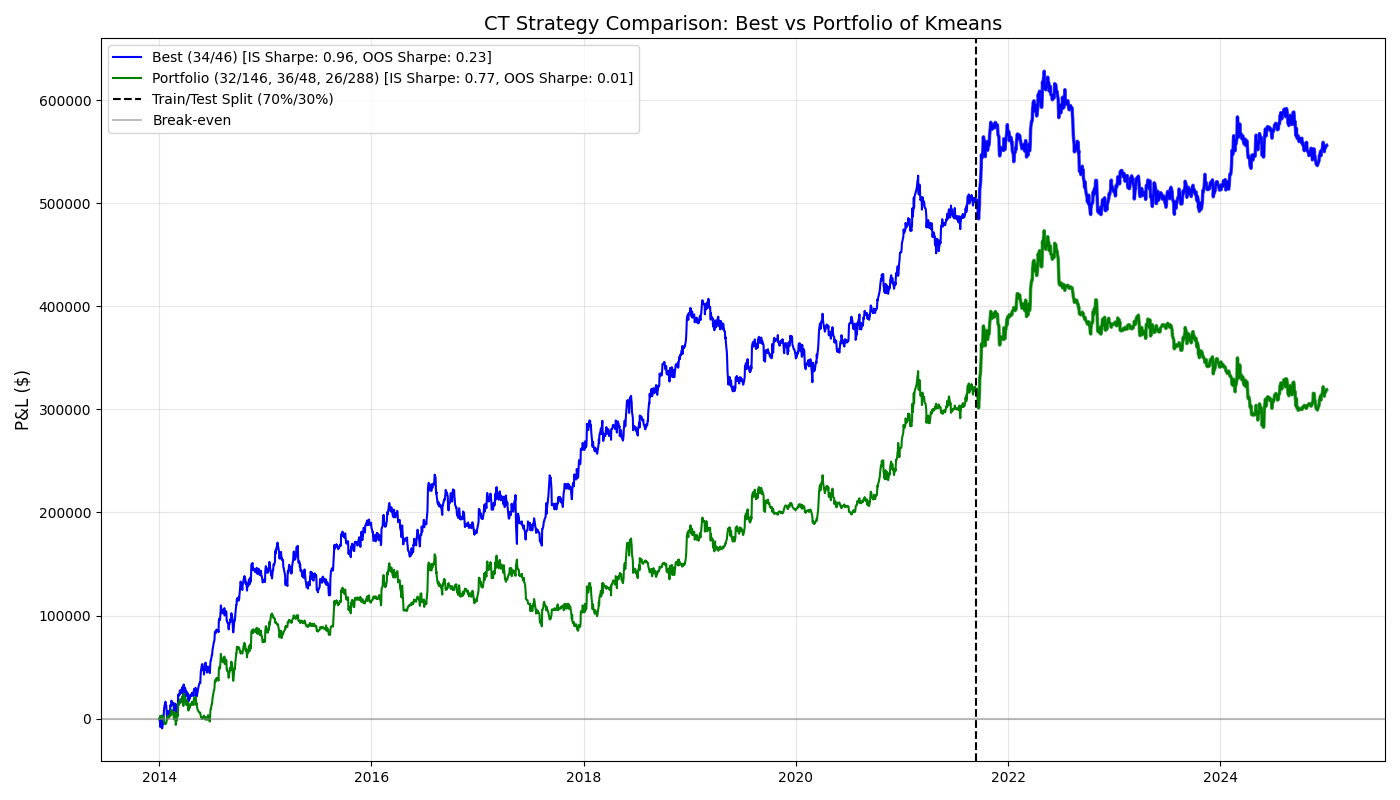 CT Strategy Comparison: Best vs Portfolio of Kmeans
Best (34/46) [IS Sharpe: 0.96, OOS Sharpe: 0.23]
Portfolio (32/146, 36/48, 26/288) [IS Sharpe: 0.77, OOS Sharpe: 0.01]
Train/Test Split (70%/30%)
Break-even
P&L ($)
600000
500000
400000
300000
200000
100000
0
2014 2016 2018 2020 2022 2024